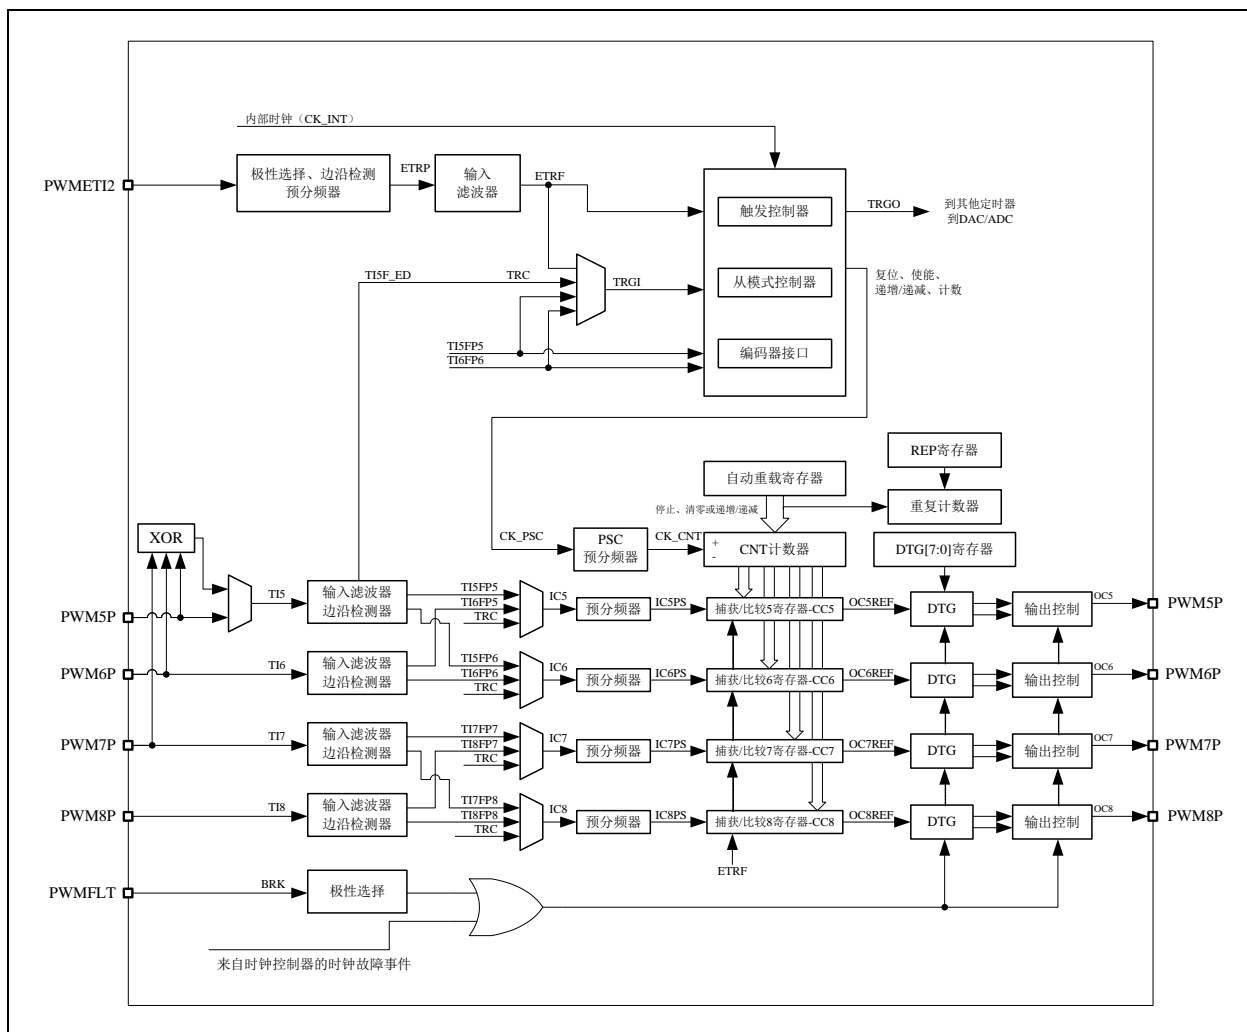 内部时钟（CK_INT）
PWMETI2
极性选择、边沿检测
预分频器
ETRP
输入
滤波器
ETRF
触发控制器
TRGO
到其他定时器
到DAC/ADC
TI5F_ED
TRC
TRGI
从模式控制器
复位、使能、
递增/递减、计数
TI5FP5
TI6FP6
编码器接口
REP寄存器
自动重载寄存器
停止、清零或递增/递减
重复计数器
XOR
CK_PSC
PSC
预分频器
CK_CNT
+
-
CNT计数器
DTG[7:0]寄存器
PWM5P
TI5
输入滤波器
边沿检测器
TI5FP5
TI6FP5
TRC
IC5
预分频器
IC5PS
捕获/比较5寄存器-CC5
OC5REF
DTG
输出控制
OC5
PWM5P
PWM6P
TI6
输入滤波器
边沿检测器
TI5FP6
TI6FP6
TRC
IC6
预分频器
IC6PS
捕获/比较6寄存器-CC6
OC6REF
DTG
输出控制
OC6
PWM6P
PWM7P
TI7
输入滤波器
边沿检测器
TI7FP7
TI8FP7
TRC
IC7
预分频器
IC7PS
捕获/比较7寄存器-CC7
OC7REF
DTG
输出控制
OC7
PWM7P
PWM8P
TI8
输入滤波器
边沿检测器
TI7FP8
TI8FP8
TRC
IC8
预分频器
IC8PS
捕获/比较8寄存器-CC8
OC8REF
DTG
输出控制
OC8
PWM8P
ETRF
PWMFLT
BRK
极性选择
来自时钟控制器的时钟故障事件